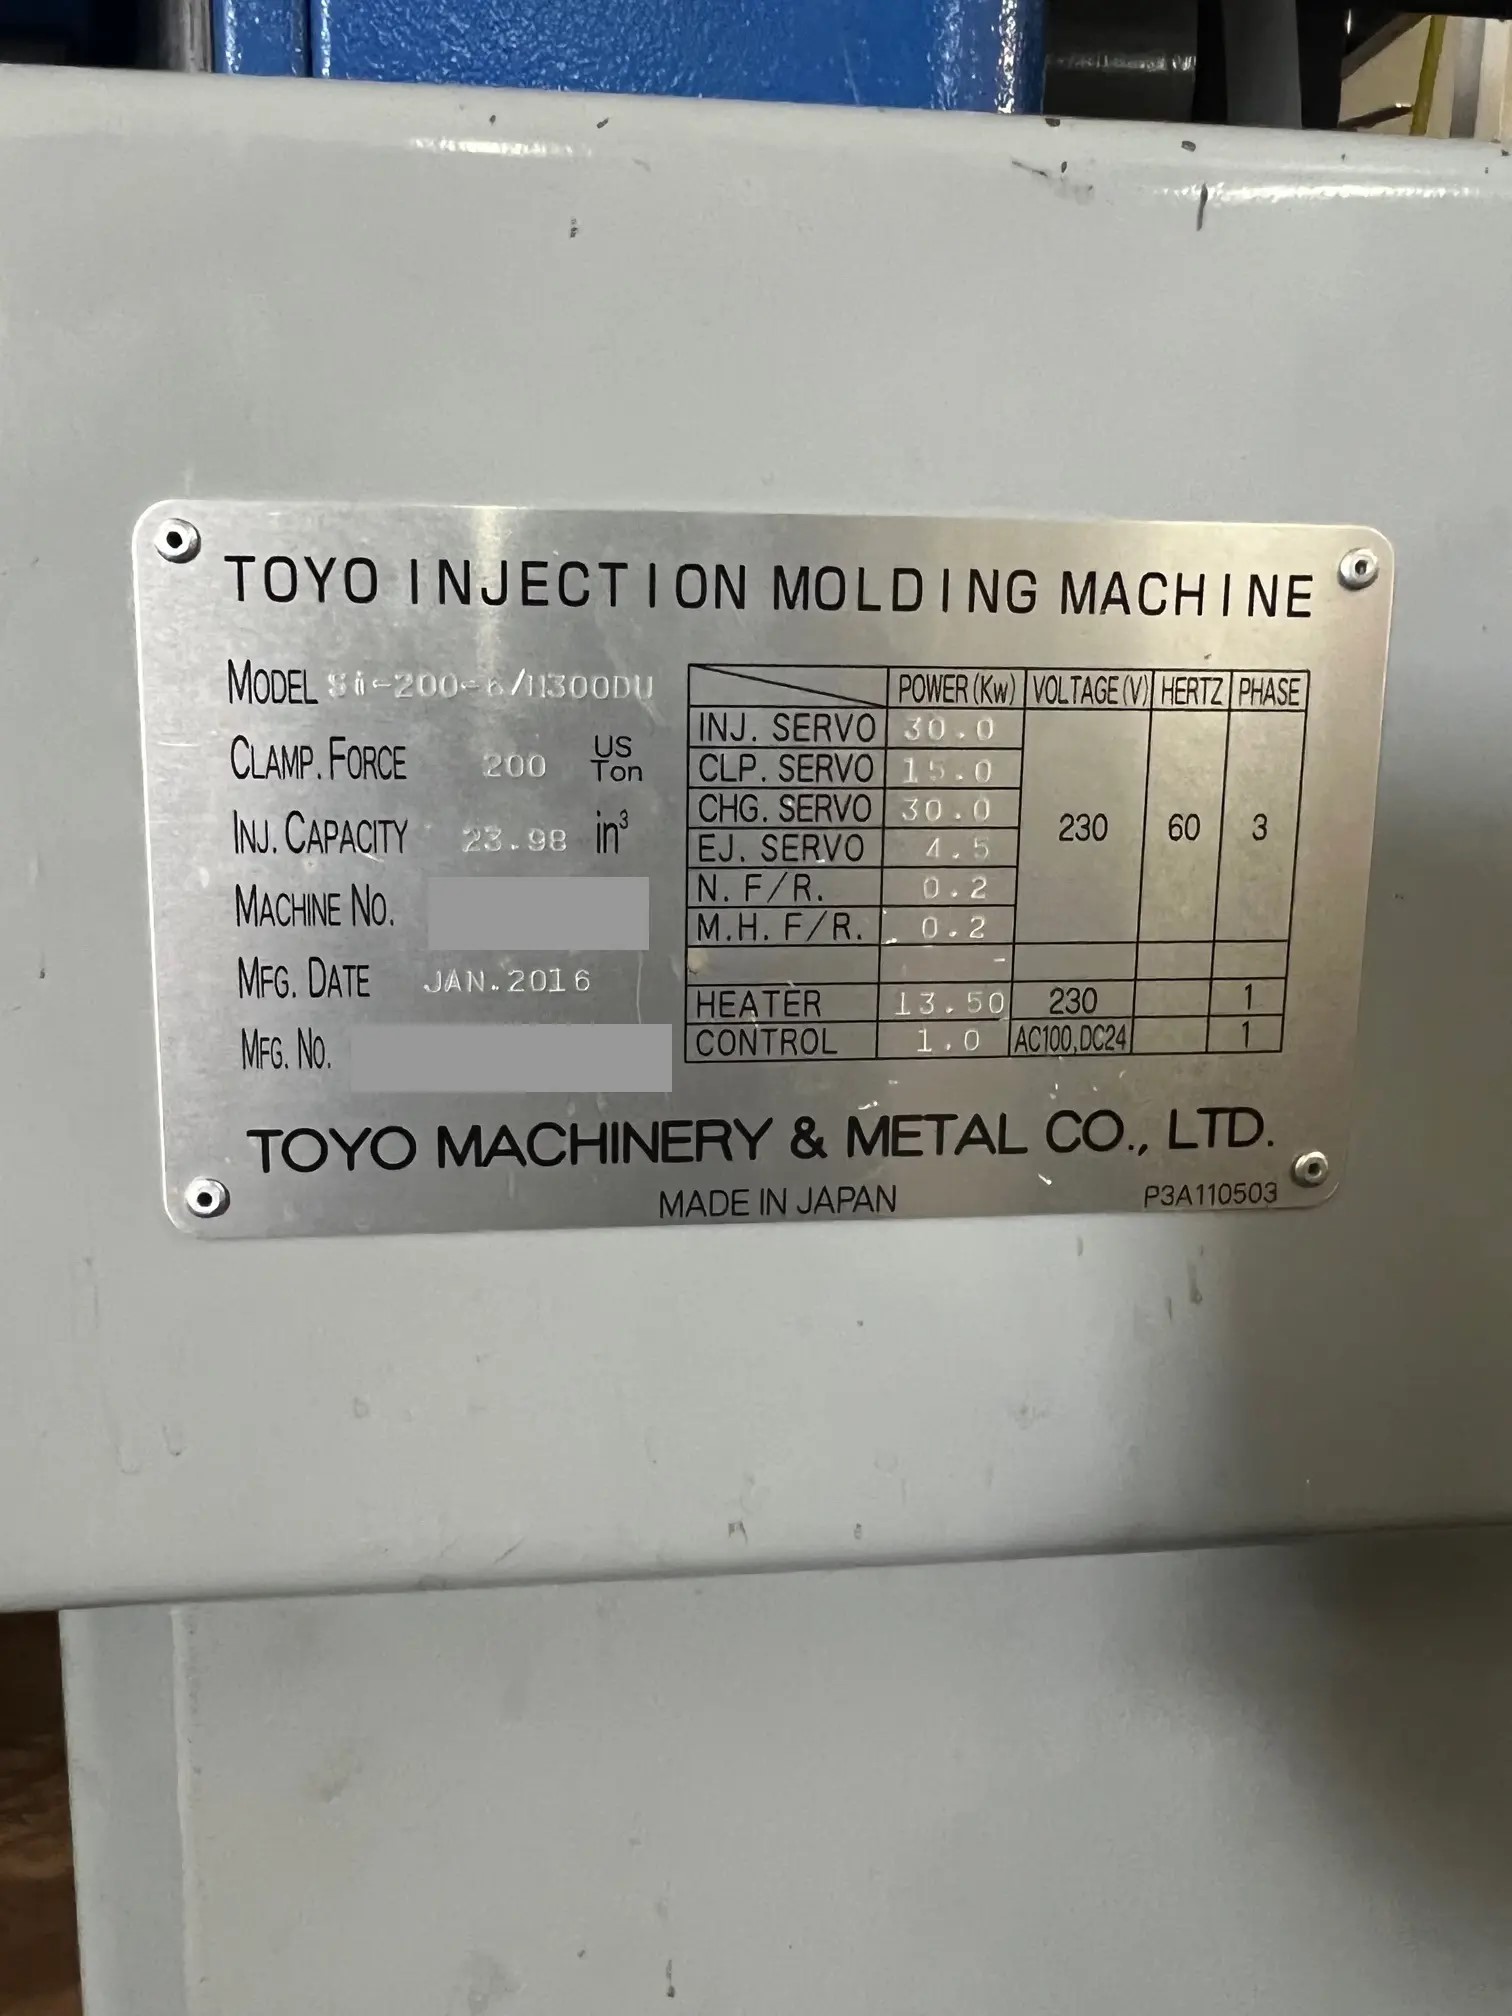 TOYO INJECTION MOLDING MACHINE
MODEL Si-200-6/H300DU
CLAMP. FORCE 200 US Ton
INJ. CAPACITY 23.98 in³
MACHINE NO.
MFG. DATE JAN.2016
MFG. NO.
POWER (Kw) VOLTAGE (V) HERTZ PHASE
INJ. SERVO 30.0
CLP. SERVO 15.0
CHG. SERVO 30.0 230 60 3
EJ. SERVO 4.5
N. F/R. 0.2
M.H. F/R. 0.2
-
HEATER 13.50 230 1
CONTROL 1.0 AC100,DC24 1
TOYO MACHINERY & METAL CO., LTD.
MADE IN JAPAN P3A110503